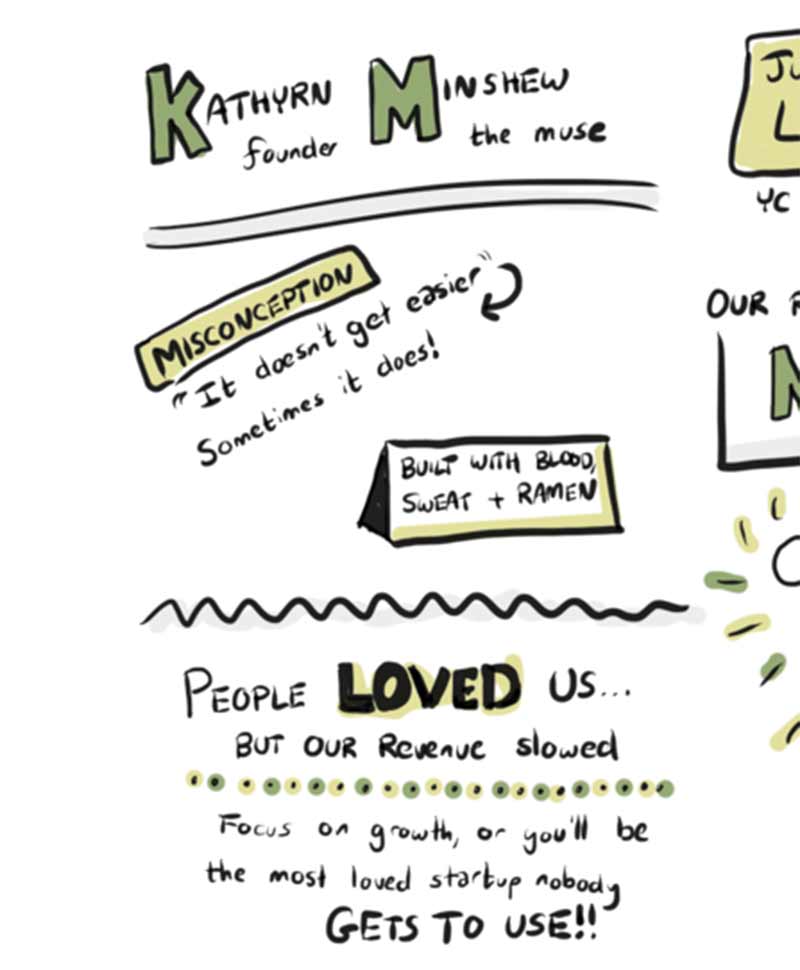 KATHYRN MINSHEW
founder the muse
MISCONCEPTION
"It doesn't get easier"
Sometimes it does!
BUILT WITH BLOOD,
SWEAT + RAMEN
PEOPLE LOVED US...
BUT OUR Revenue slowed
Focus on growth, or you'll be
the most loved startup nobody
GETS TO USE!!
YC
OUR